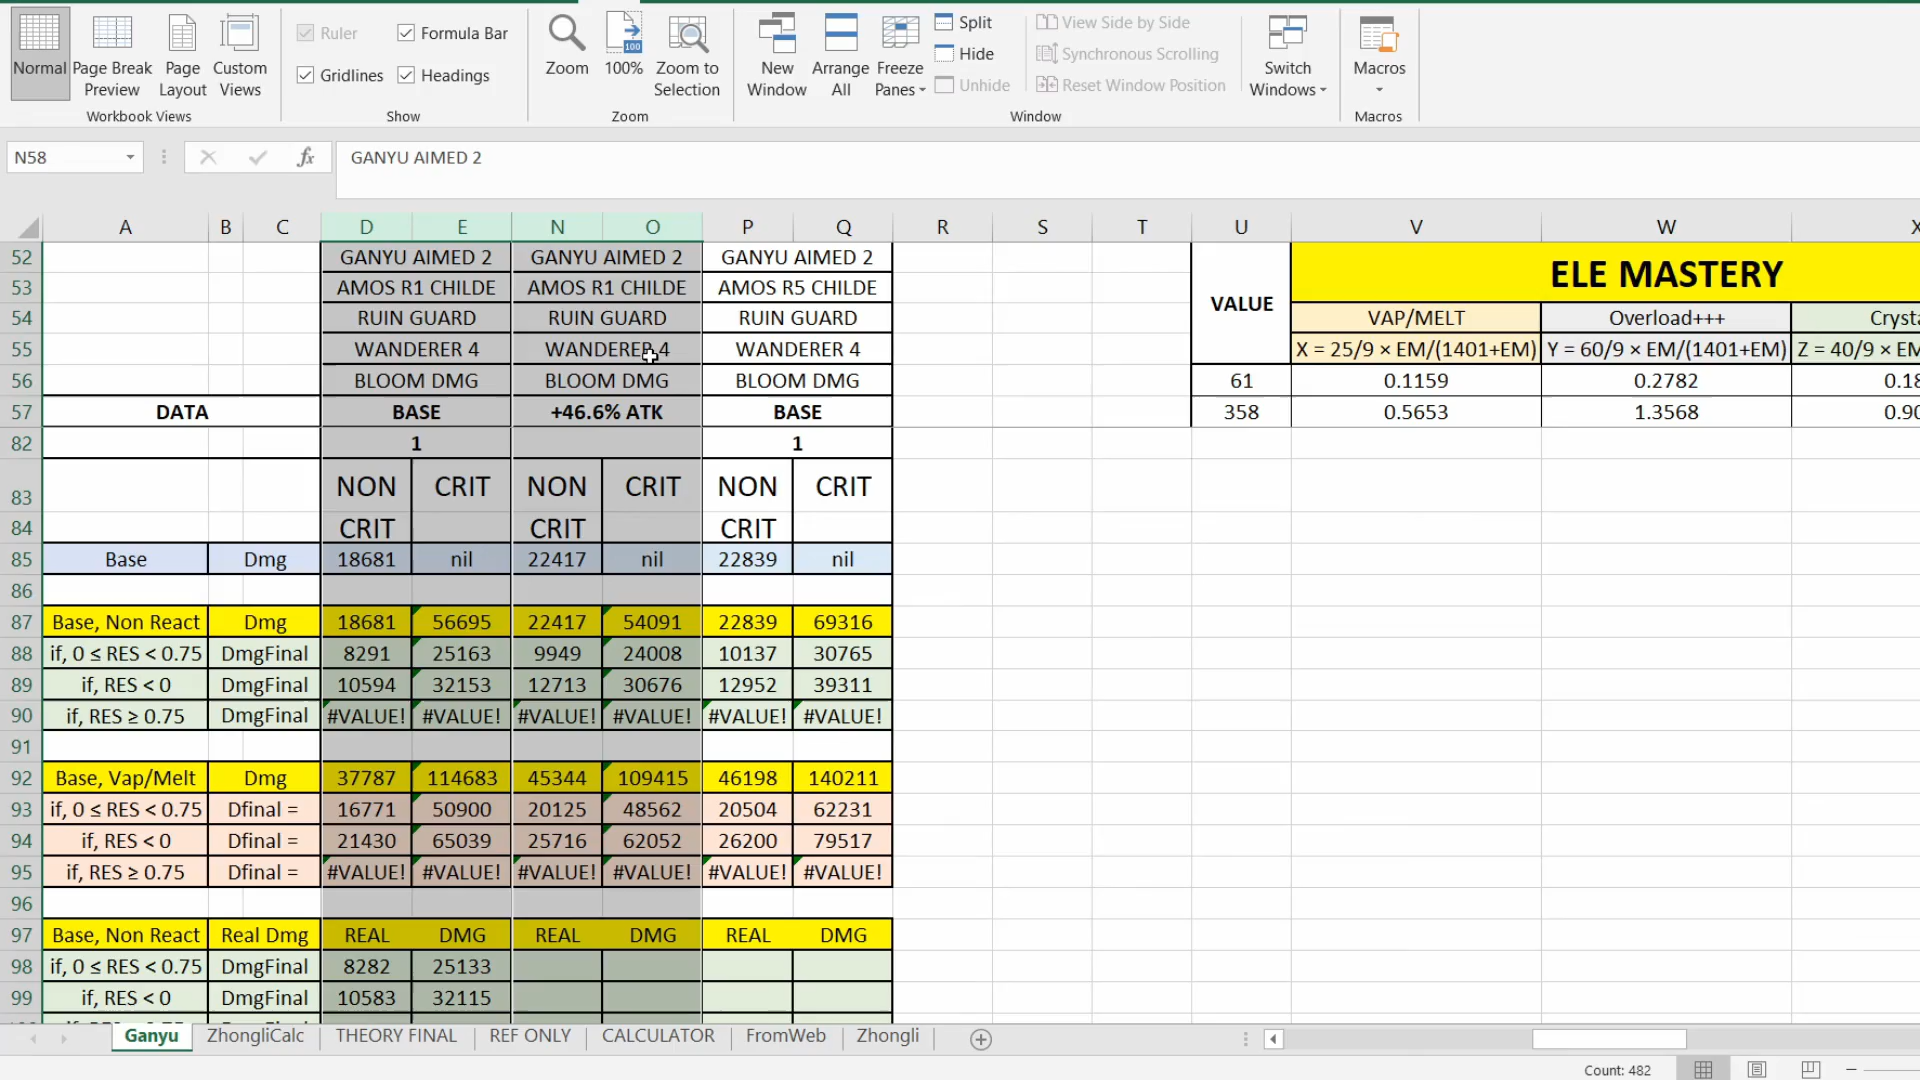 Normal Page Break Preview Page Layout Custom Views
Workbook Views
Ruler Formula Bar
Gridlines Headings
Show
Zoom 100% Zoom to Selection
100
Zoom
New Window Arrange All Freeze Panes
Split View Side by Side
Hide Synchronous Scrolling
Unhide Reset Window Position
Switch Windows
Window
Macros
Macros
N58 fx GANYU AIMED 2
A B C D E N O P Q R S T U V W X
52 GANYU AIMED 2 GANYU AIMED 2 GANYU AIMED 2 VALUE ELE MASTERY
53 AMOS R1 CHILDE AMOS R1 CHILDE AMOS R5 CHILDE
54 RUIN GUARD RUIN GUARD RUIN GUARD VAP/MELT Overload+++ Crysta
55 WANDERER 4 WANDERER 4 WANDERER 4 X = 25/9 × EM/(1401+EM) Y = 60/9 × EM/(1401+EM) Z = 40/9 × EM
56 BLOOM DMG BLOOM DMG BLOOM DMG 61 0.1159 0.2782 0.18
57 DATA BASE +46.6% ATK BASE 358 0.5653 1.3568 0.90
82 1 1
83 NON CRIT NON CRIT NON CRIT
84 CRIT CRIT CRIT
85 Base Dmg 18681 nil 22417 nil 22839 nil
86
87 Base, Non React Dmg 18681 56695 22417 54091 22839 69316
88 if, 0 ≤ RES < 0.75 DmgFinal 8291 25163 9949 24008 10137 30765
89 if, RES < 0 DmgFinal 10594 32153 12713 30676 12952 39311
90 if, RES ≥ 0.75 DmgFinal #VALUE! #VALUE! #VALUE! #VALUE! #VALUE! #VALUE!
91
92 Base, Vap/Melt Dmg 37787 114683 45344 109415 46198 140211
93 if, 0 ≤ RES < 0.75 Dfinal = 16771 50900 20125 48562 20504 62231
94 if, RES < 0 Dfinal = 21430 65039 25716 62052 26200 79517
95 if, RES ≥ 0.75 Dfinal = #VALUE! #VALUE! #VALUE! #VALUE! #VALUE! #VALUE!
96
97 Base, Non React Real Dmg REAL DMG REAL DMG REAL DMG
98 if, 0 ≤ RES < 0.75 DmgFinal 8282 25133
99 if, RES < 0 DmgFinal 10583 32115
Ganyu ZhongliCalc THEORY FINAL REF ONLY CALCULATOR FromWeb Zhongli
Count: 482